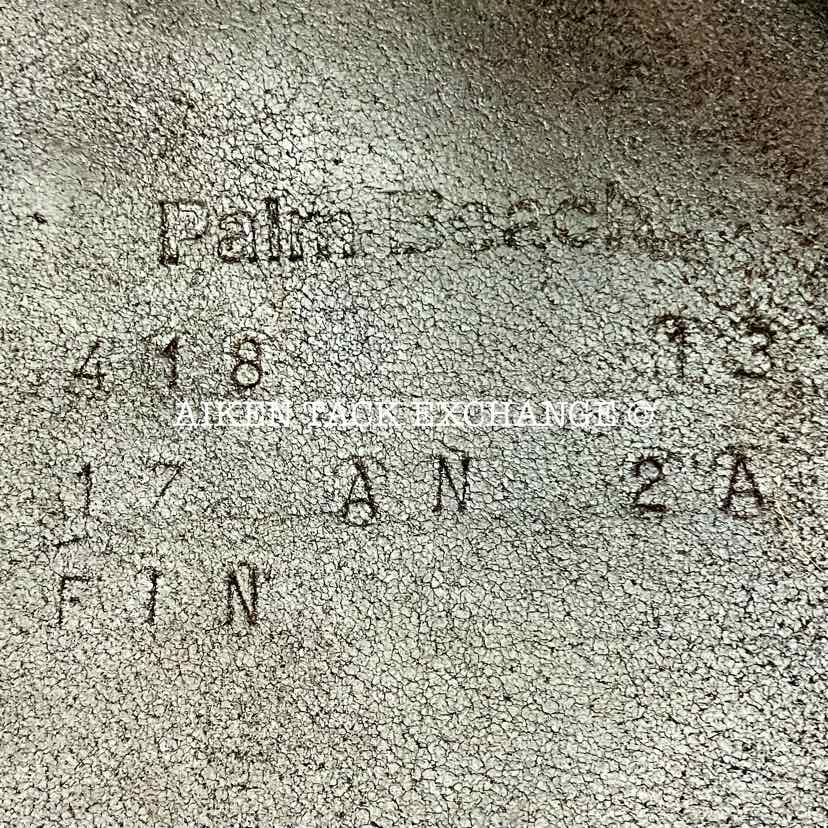 Palm Beach
418 13
AIKEN TACK EXCHANGE ©
17 AN 2A
FIN